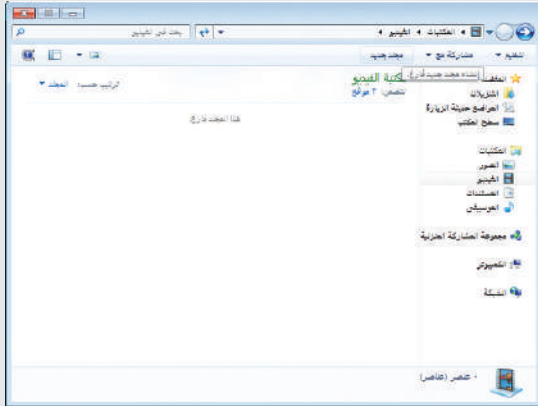 المكتبات ◂ الفيديو ◂
بحث في الفيديو
تنظيم ▾ مشاركة مع ▾ مجلد جديد
إنشاء مجلد جديد فارغ.
المفضلة
التنزيلات
المواضع حديثة الزيارة
سطح المكتب
المكتبات
الصور
الفيديو
المستندات
الموسيقى
مجموعة المشاركة المنزلية
الكمبيوتر
الشبكة
مكتبة الفيديو
تتضمن: ٢ مواقع
ترتيب حسب: المجلد ▾
هذا المجلد فارغ.
٠ عنصر (عناصر)